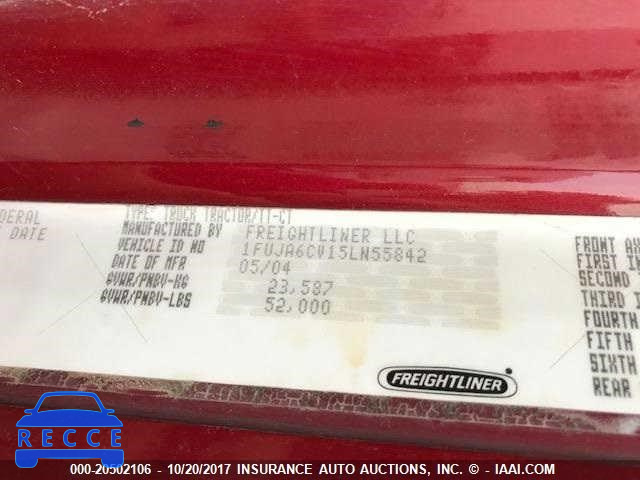 DERAL
DATE
TYPE: TRUCK TRACTOR/TT-CT
MANUFACTURED BY FREIGHTLINER LLC
VEHICLE ID NO 1FUJA6CV15LN55842
DATE OF MFR 05/04
GVWR/PNBV-KG 23,587
GVWR/PNBV-LBS 52,000
FRONT
FIRST IN
SECOND
THIRD I
FOURTH
FIFTH
SIXTH
REAR
FREIGHTLINER
RECCE
000-20502106 - 10/20/2017 INSURANCE AUTO AUCTIONS, INC. - © IAAI.COM